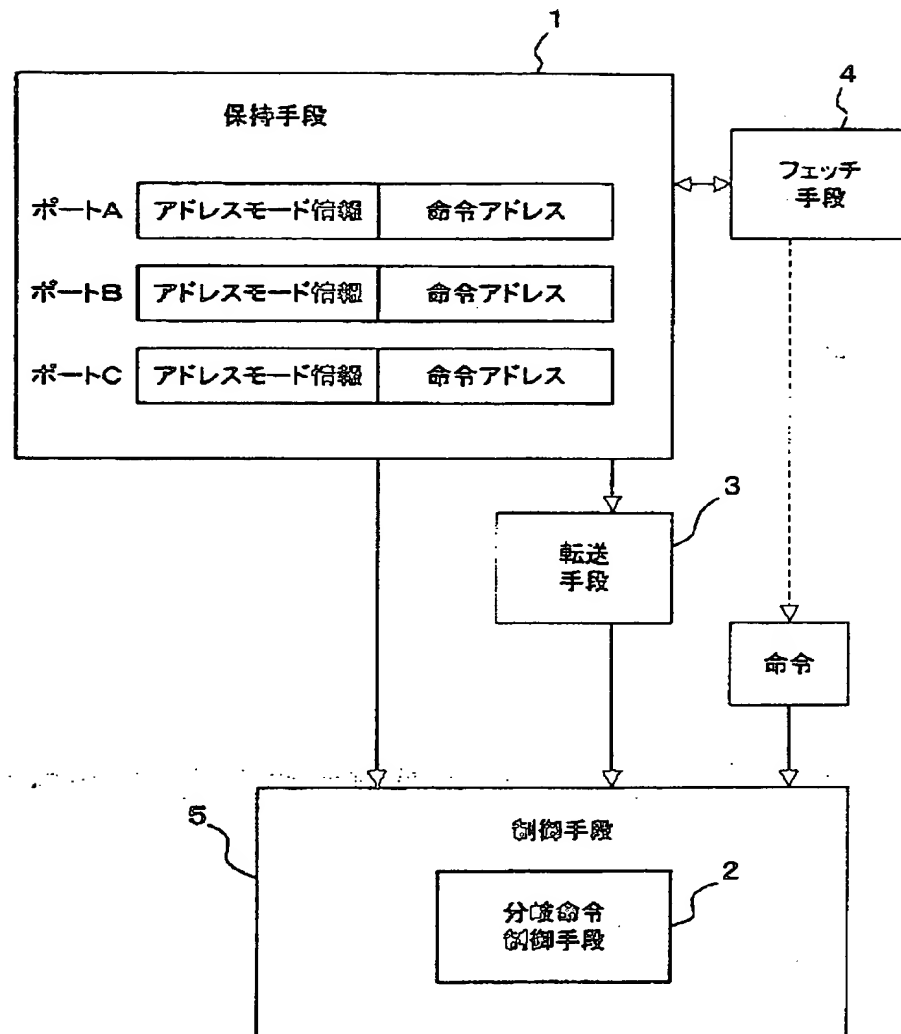 1
保持手段
4
フェッチ
手段
ポートA アドレスモード情報 命令アドレス
ポートB アドレスモード情報 命令アドレス
ポートC アドレスモード情報 命令アドレス
3
転送
手段
命令
5
制御手段
2
分岐命令
制御手段